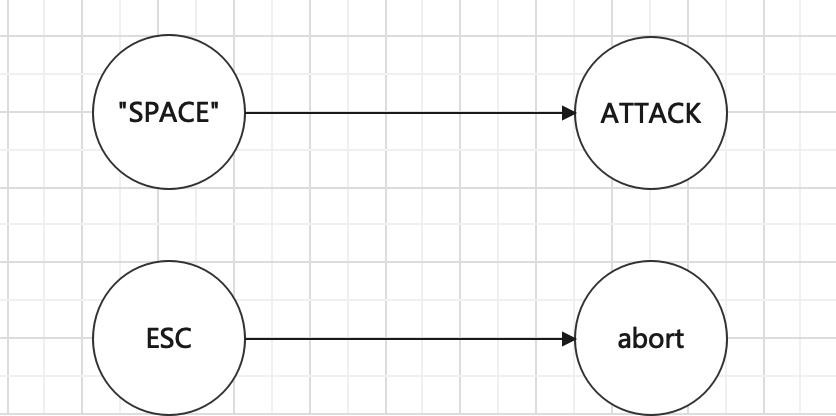 "SPACE"
ATTACK
ESC
abort